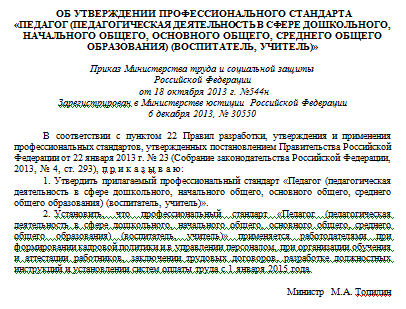 ОБ УТВЕРЖДЕНИИ ПРОФЕССИОНАЛЬНОГО СТАНДАРТА
«ПЕДАГОГ (ПЕДАГОГИЧЕСКАЯ ДЕЯТЕЛЬНОСТЬ В СФЕРЕ ДОШКОЛЬНОГО,
НАЧАЛЬНОГО ОБЩЕГО, ОСНОВНОГО ОБЩЕГО, СРЕДНЕГО ОБЩЕГО
ОБРАЗОВАНИЯ) (ВОСПИТАТЕЛЬ, УЧИТЕЛЬ)»
Приказ Министерства труда и социальной защиты
Российской Федерации
от 18 октября 2013 г. №544н
Зарегистрирован в Министерстве юстиции Российской Федерации
6 декабря 2013, № 30550
В соответствии с пунктом 22 Правил разработки, утверждения и применения
профессиональных стандартов, утвержденных постановлением Правительства Российской
Федерации от 22 января 2013 г. № 23 (Собрание законодательства Российской Федерации,
2013, № 4, ст. 293), п р и к а з ы в а ю:
1. Утвердить прилагаемый профессиональный стандарт «Педагог (педагогическая
деятельность в сфере дошкольного, начального общего, основного общего, среднего
общего образования) (воспитатель, учитель)».
2. Установить, что профессиональный стандарт «Педагог (педагогическая
деятельность в сфере дошкольного, начального общего, основного общего, среднего
общего образования) (воспитатель, учитель)» применяется работодателями при
формировании кадровой политики и в управлении персоналом, при организации обучения
и аттестации работников, заключении трудовых договоров, разработке должностных
инструкций и установлении систем оплаты труда с 1 января 2015 года.
Министр М.А. Топилин